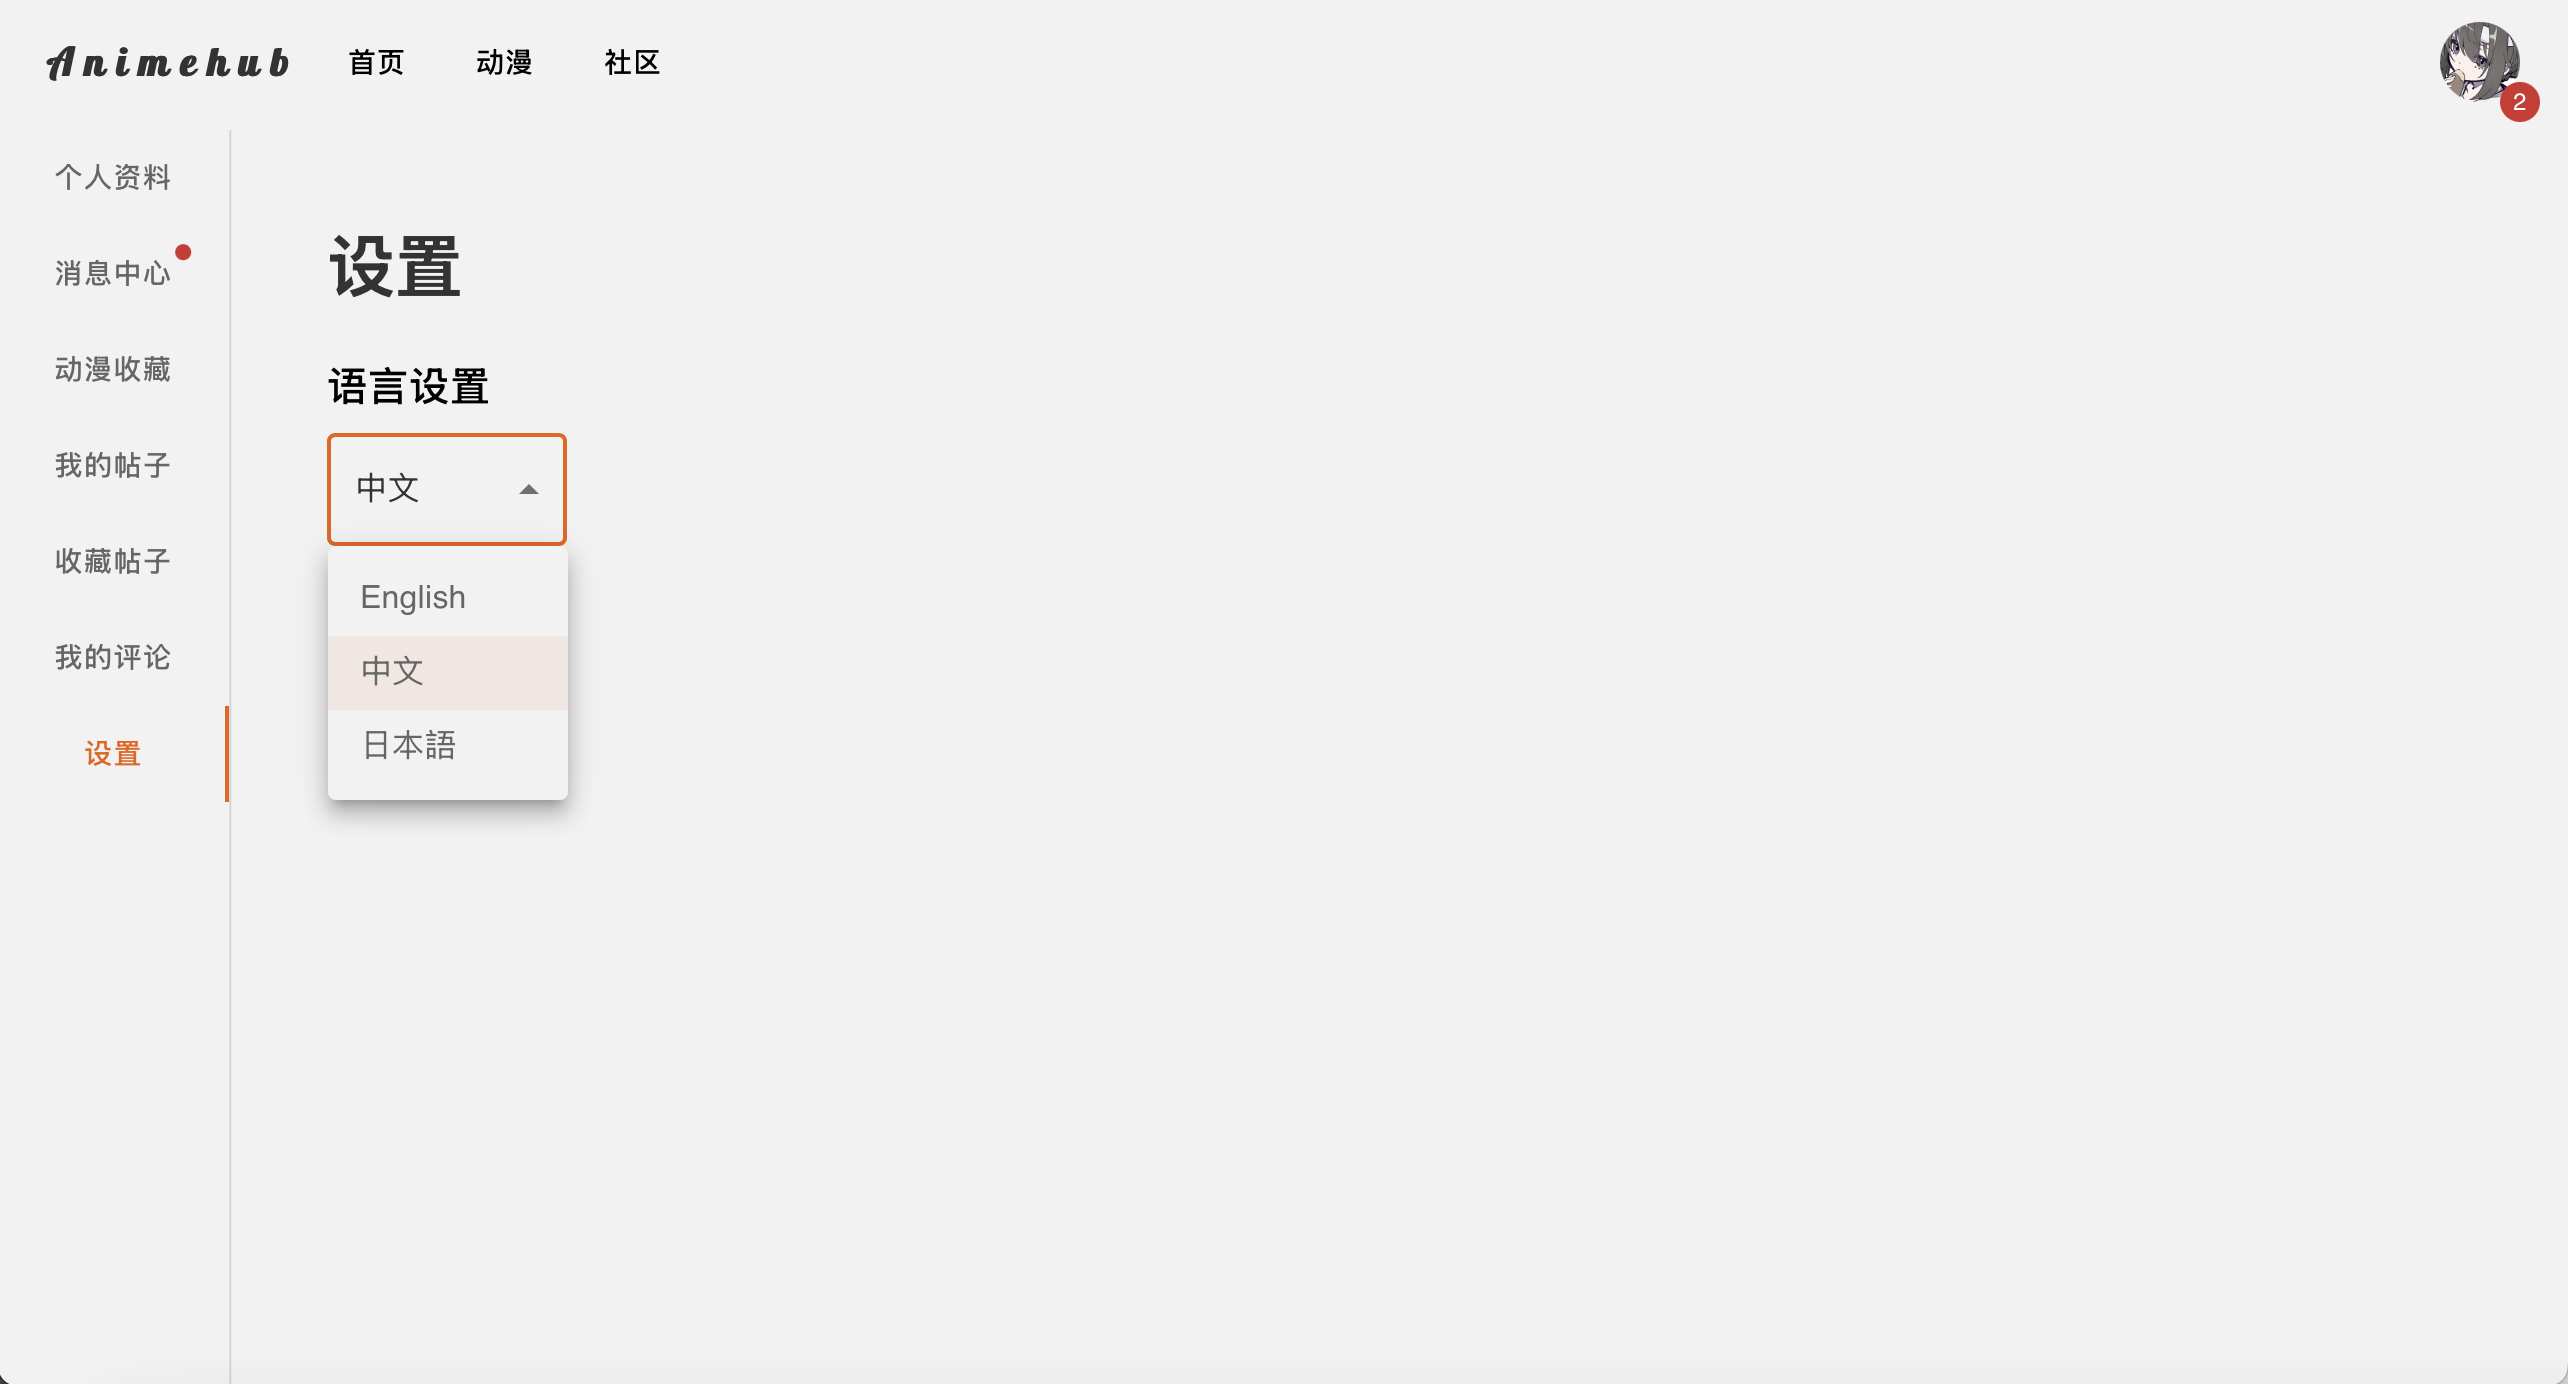 Animehub
首页
动漫
社区
2
个人资料
消息中心
动漫收藏
我的帖子
收藏帖子
我的评论
设置
设置
语言设置
中文
English
中文
日本語